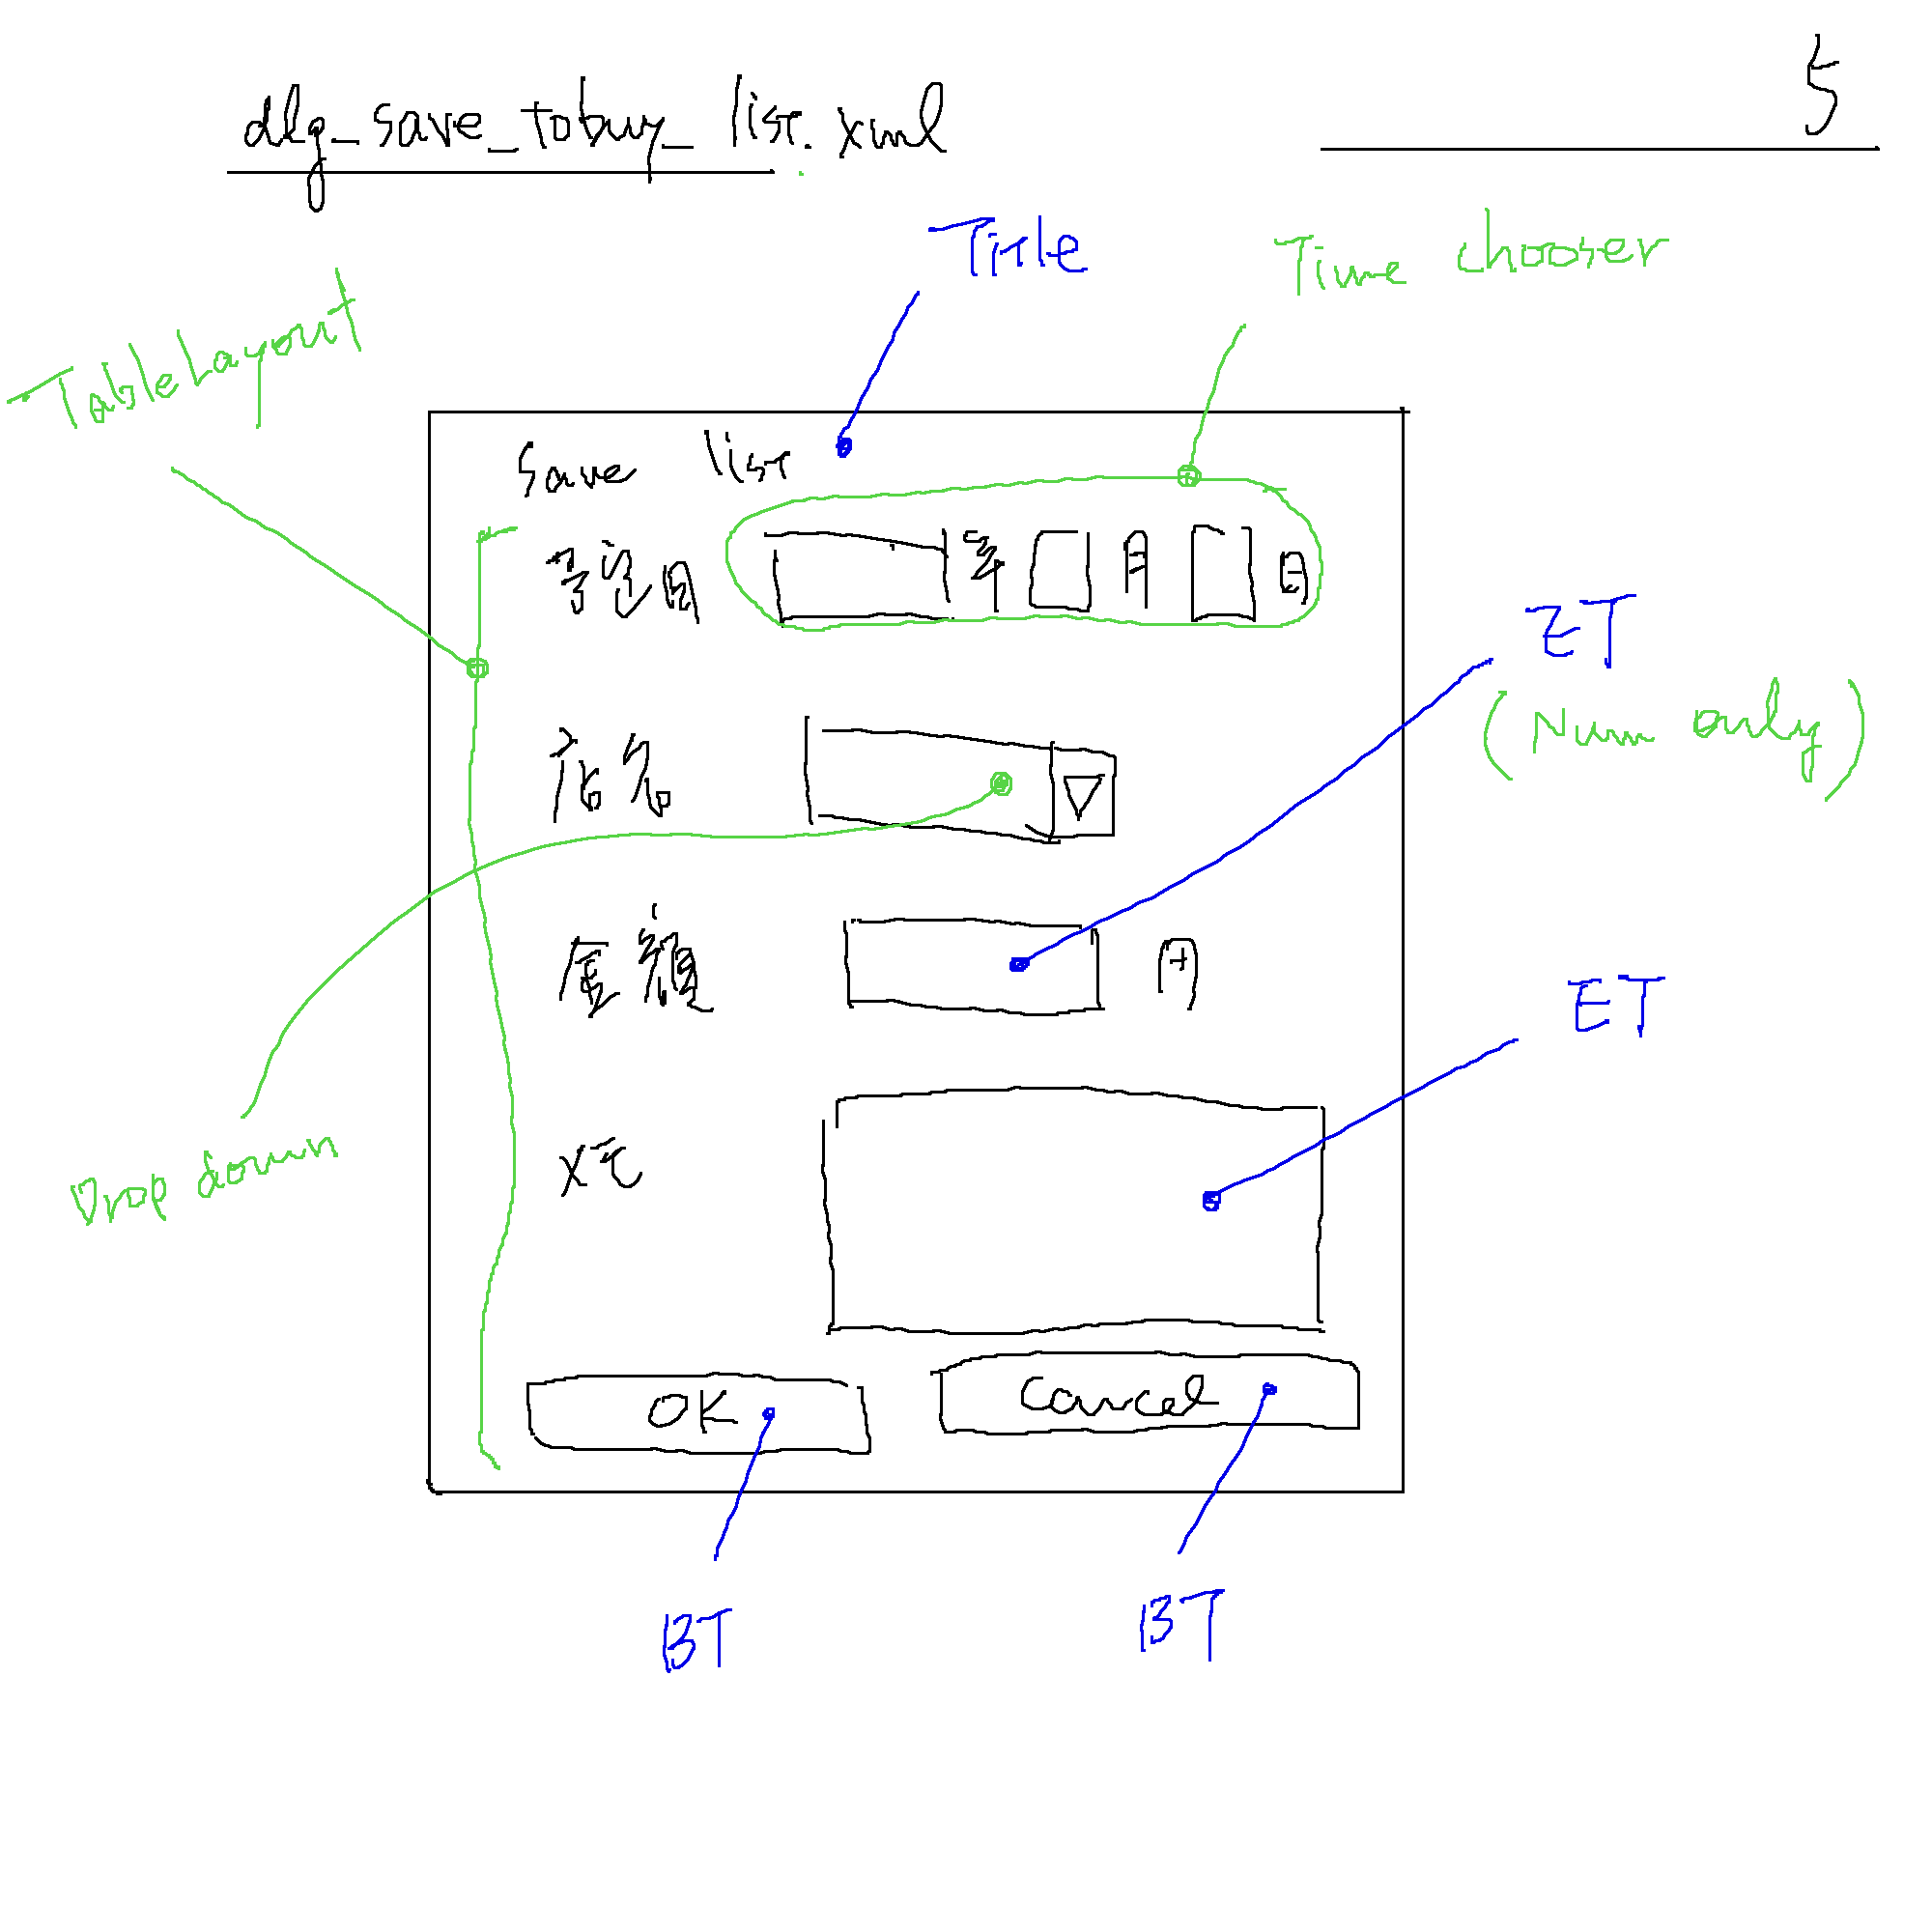 dlg_save_tobuy_list.xml
5
Title
Time chooser
TableLayout
save list
予定日 年 月 日
ET
(Num only)
店名
金額 円
ET
メモ
Drop down
OK Cancel
BT BT